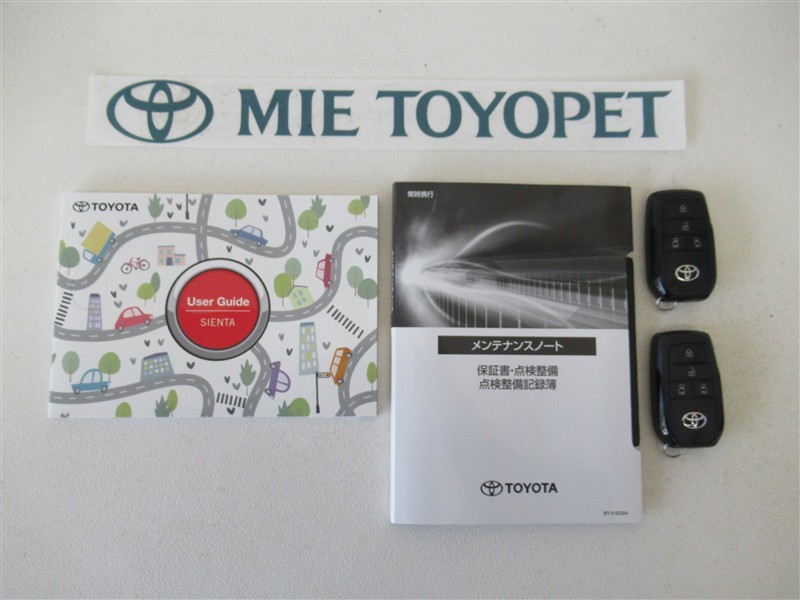 MIE TOYOPET
TOYOTA
User Guide
SIENTA
常時携行
メンテナンスノート
保証書・点検整備
点検整備記録簿
TOYOTA